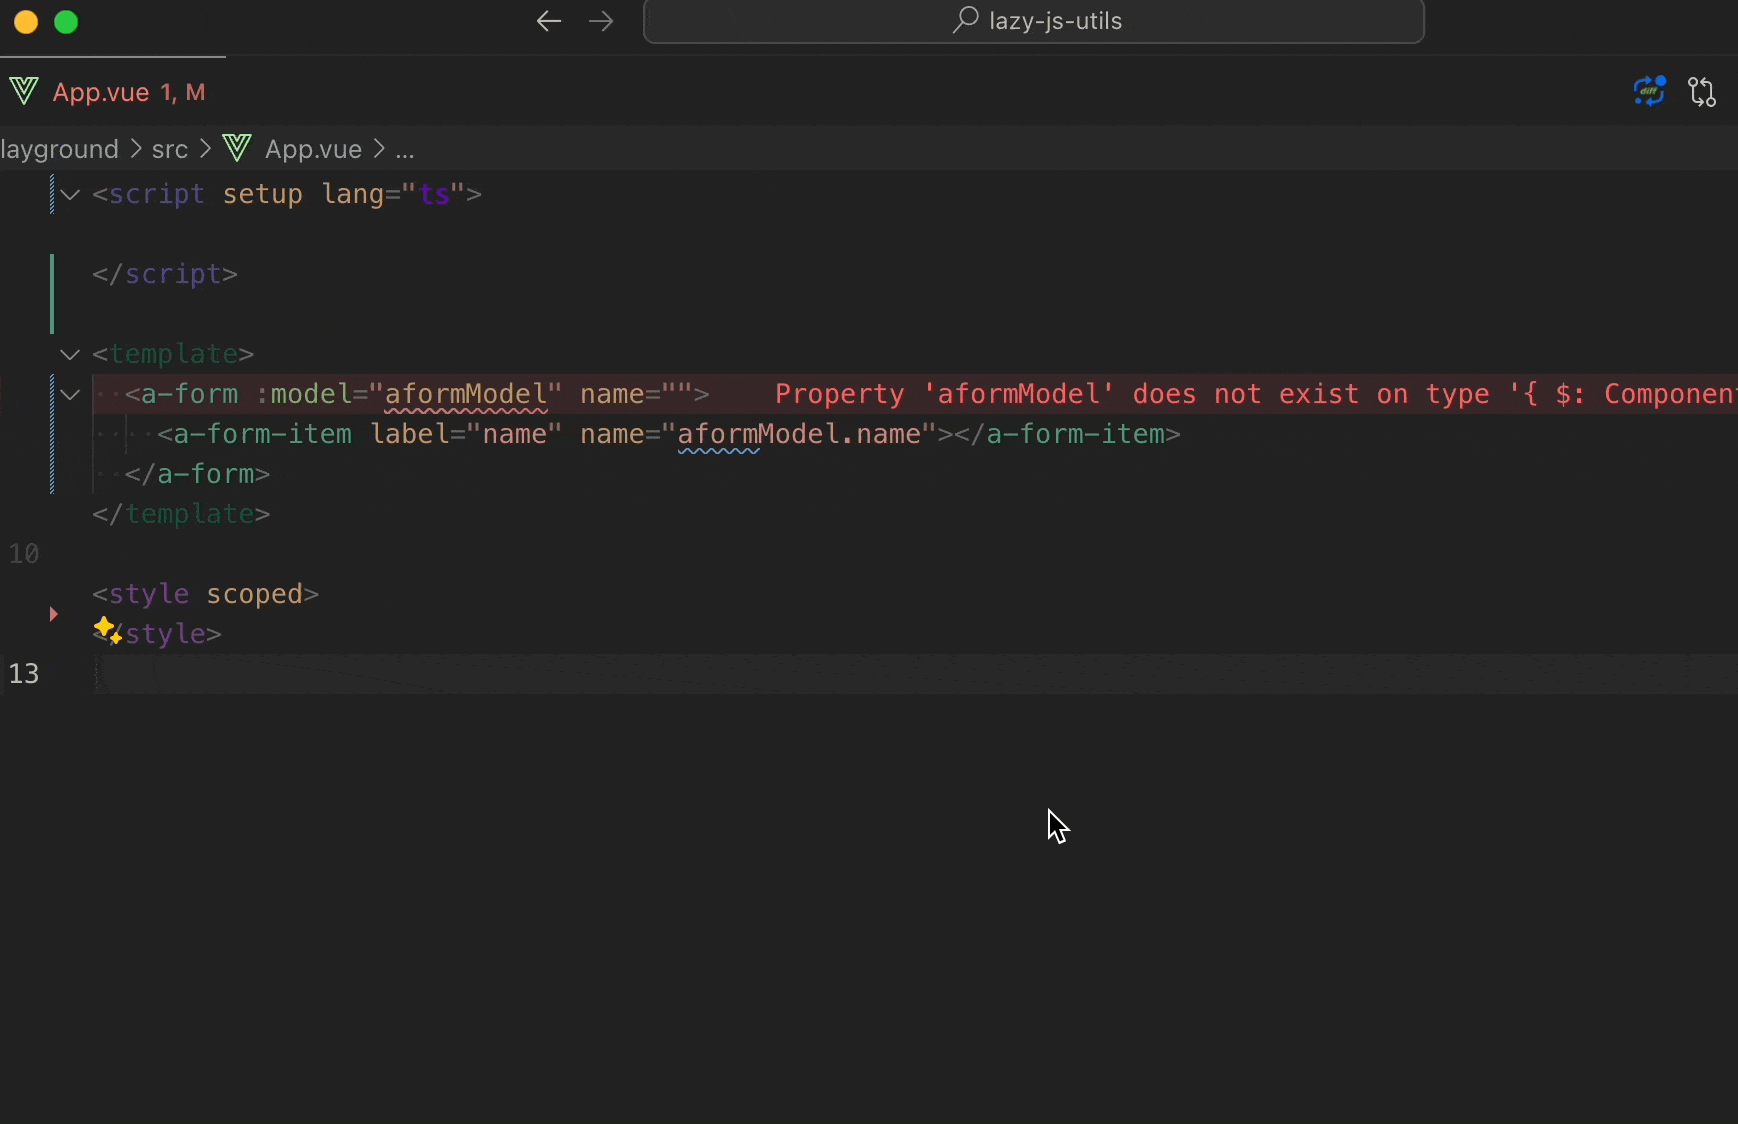 lazy-js-utils
App.vue 1, M
diff
layground > src > App.vue > ...
<script setup lang="ts">
</script>
<template>
<a-form :model="aformModel" name=""> Property 'aformModel' does not exist on type '{ $: Componen
<a-form-item label="name" name="aformModel.name"></a-form-item>
</a-form>
</template>
10
<style scoped>
</style>
13